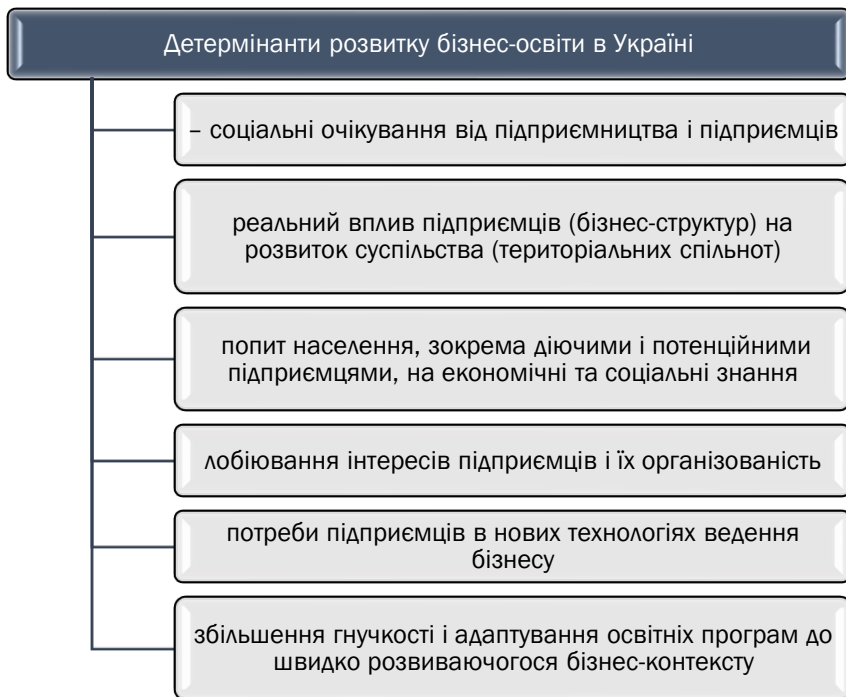 Детермінанти розвитку бізнес-освіти в Україні
– соціальні очікування від підприємництва і підприємців
реальний вплив підприємців (бізнес-структур) на
розвиток суспільства (територіальних спільнот)
попит населення, зокрема діючими і потенційними
підприємцями, на економічні та соціальні знання
лобіювання інтересів підприємців і їх організованість
потреби підприємців в нових технологіях ведення
бізнесу
збільшення гнучкості і адаптування освітніх програм до
швидко розвиваючогося бізнес-контексту